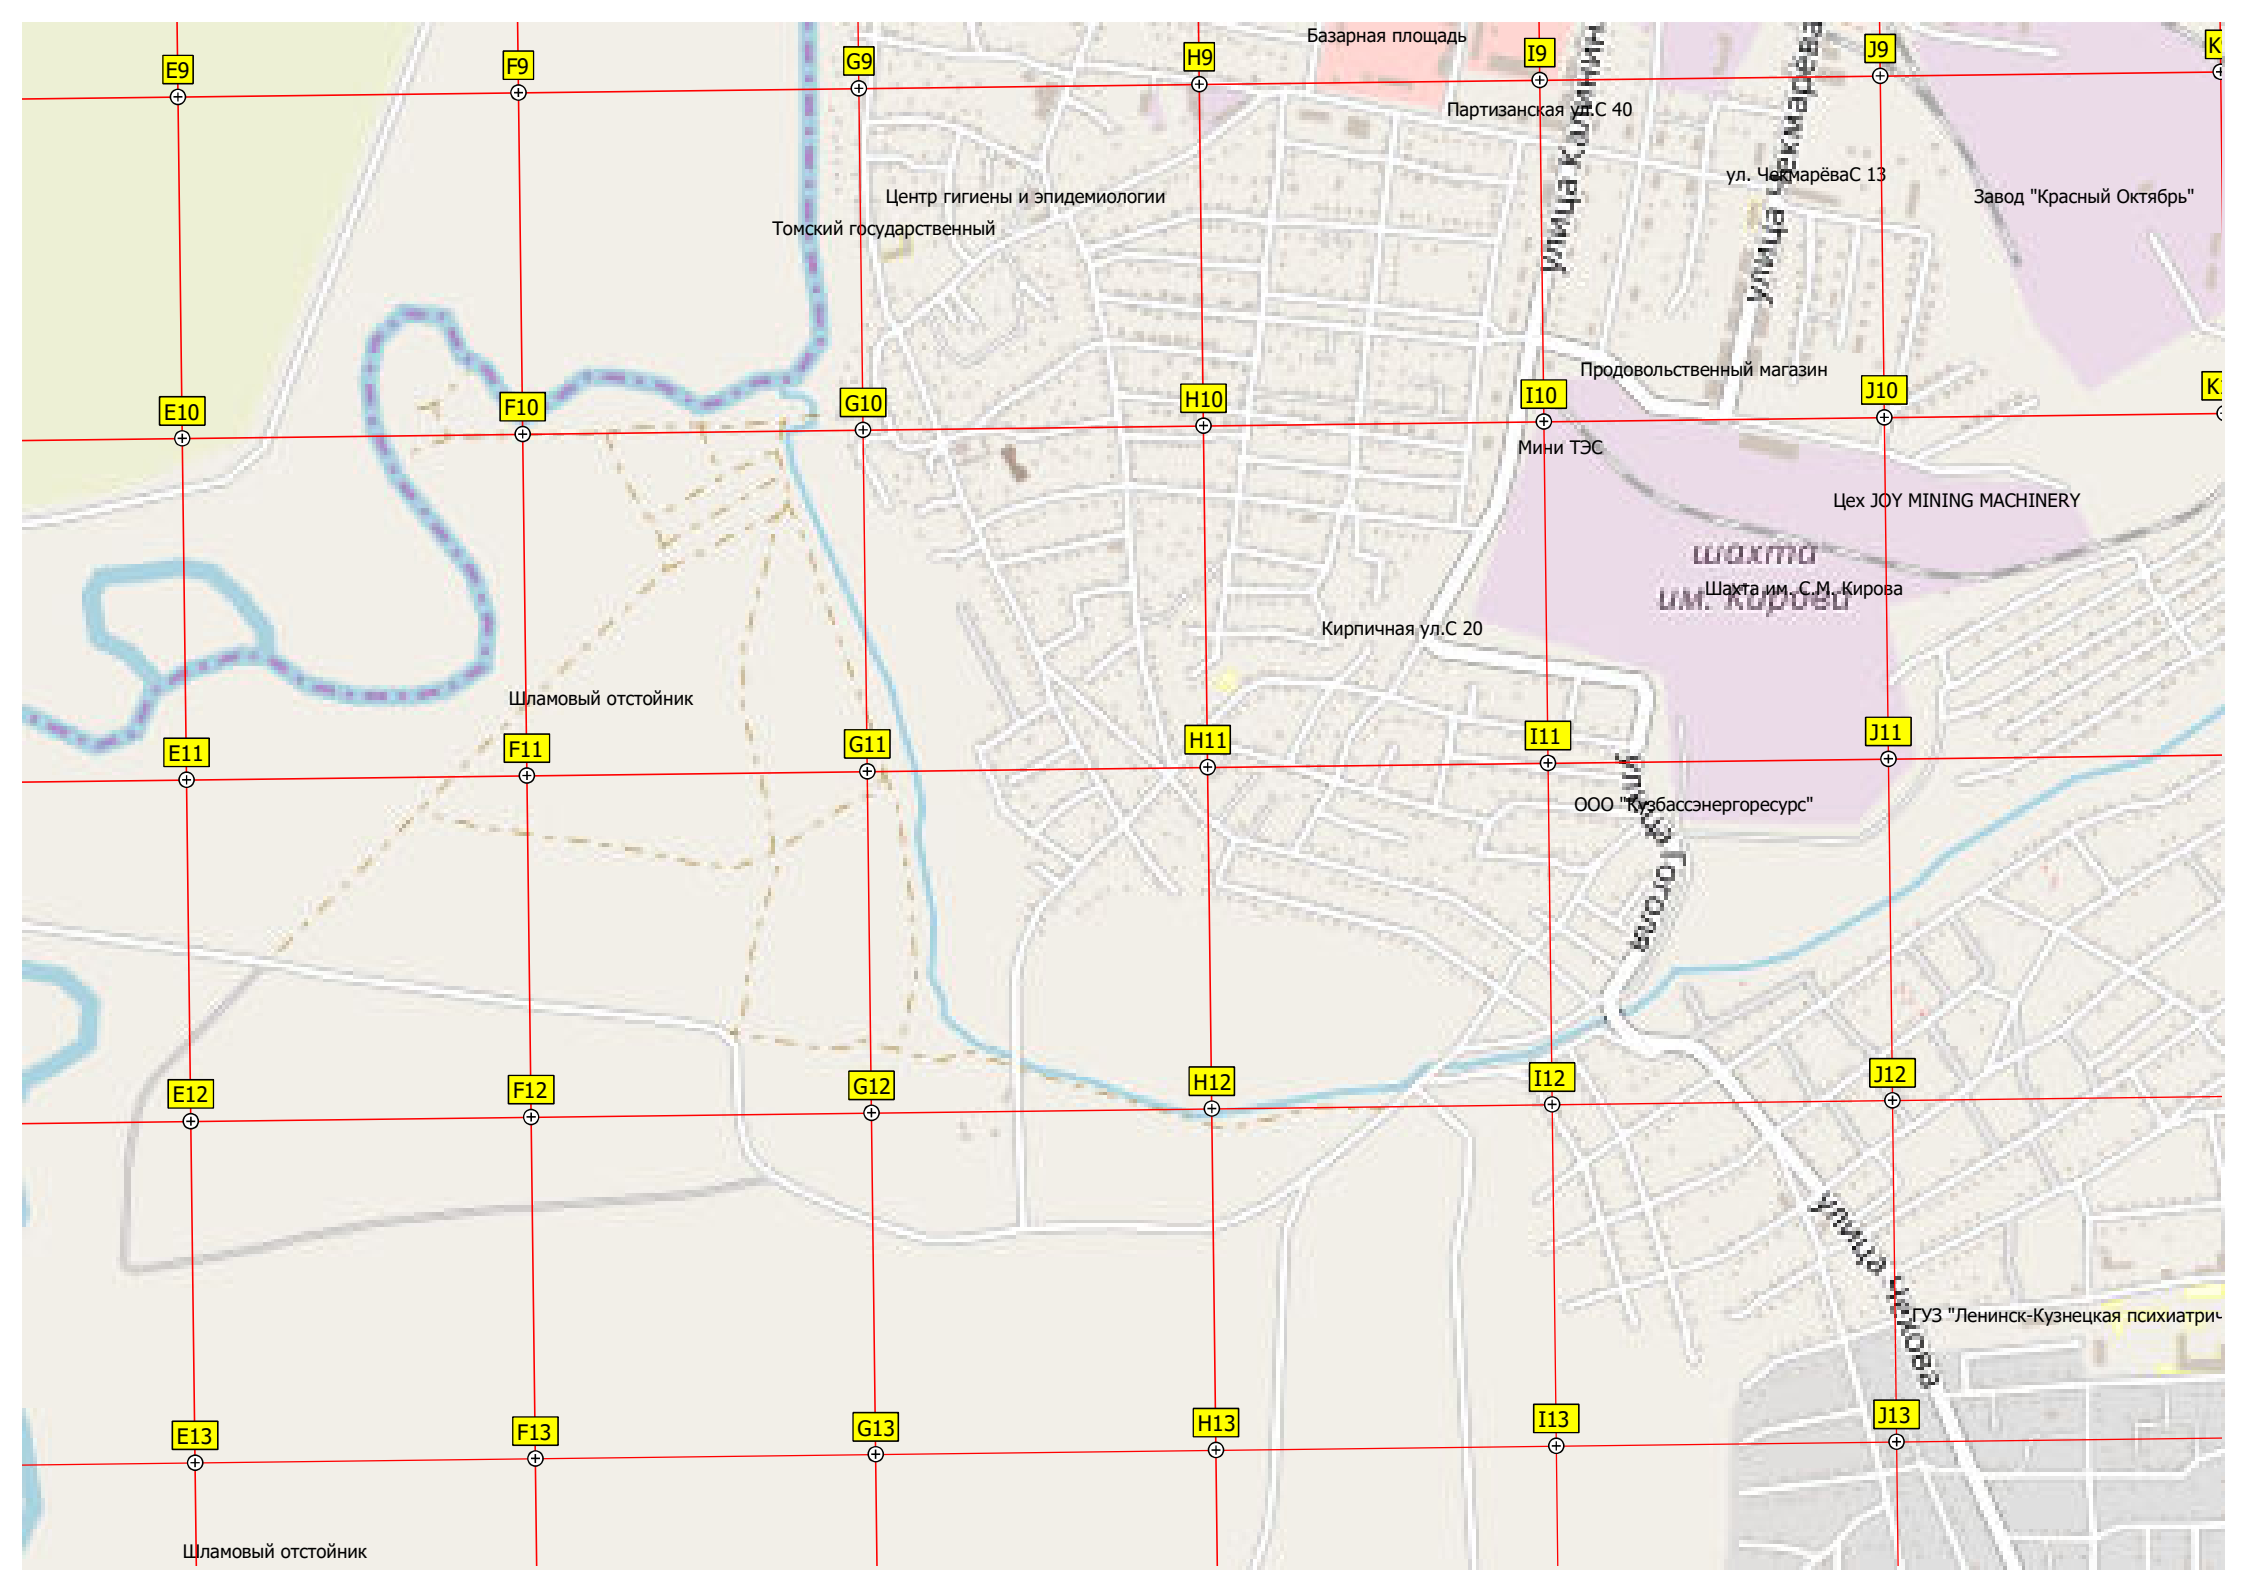 Базарная площадь
E9
F9
G9
H9
I9
J9
K
Партизанская ул.С 40
улица К
ул. ЧекмарёваС 13
улица Чекмарева
Центр гигиены и эпидемиологии
Завод "Красный Октябрь"
Томский государственный
Продовольственный магазин
E10
F10
G10
H10
I10
J10
K1
Мини ТЭС
Цех JOY MINING MACHINERY
шахта
им. Кирова
Шахта им. С.М. Кирова
Кирпичная ул.С 20
Шламовый отстойник
E11
F11
G11
H11
I11
J11
ООО "Кузбассэнергоресурс"
улица Гоголя
E12
F12
G12
H12
I12
J12
улица
ГУЗ "Ленинск-Кузнецкая психиатрич
E13
F13
G13
H13
I13
J13
Шламовый отстойник